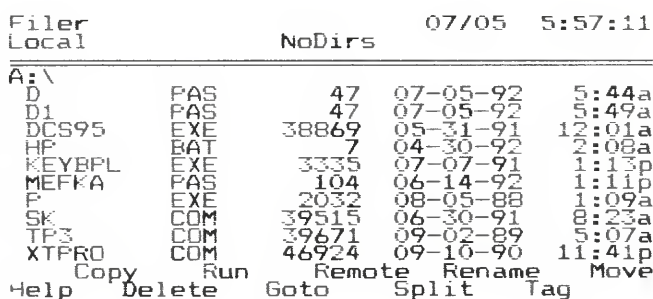 Filer 07/05 5:57:11
Local NoDirs
A:\
D PAS 47 07-05-92 5:44a
D1 PAS 47 07-05-92 5:49a
DCS95 EXE 38869 05-31-91 12:01a
HP BAT 7 04-30-92 2:08a
KEYBPL EXE 3335 07-07-91 1:13p
MEFKA PAS 104 06-14-92 1:11p
P EXE 2032 08-05-88 1:09a
SK COM 39515 06-30-91 8:23a
TP3 COM 39671 09-02-89 5:07a
XTPRO COM 46924 09-10-90 11:41p
Copy Run Remote Rename Move
Help Delete Goto Split Tag